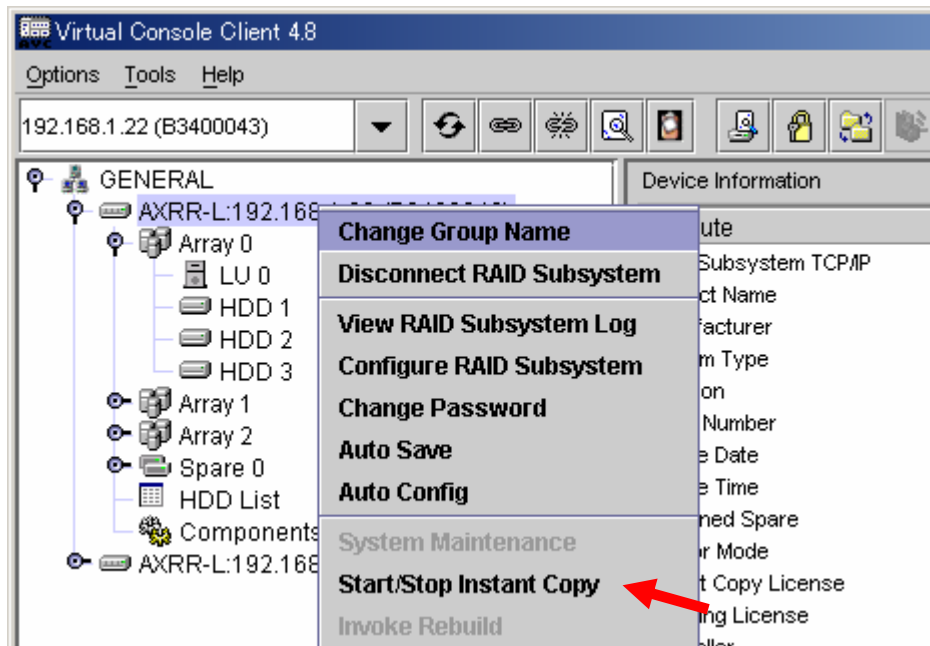 Virtual Console Client 4.8
Options Tools Help
192.168.1.22 (B3400043)
GENERAL
AXRR-L:192.168
Array 0
LU 0
HDD 1
HDD 2
HDD 3
Array 1
Array 2
Spare 0
HDD List
Components
AXRR-L:192.168
Change Group Name
Disconnect RAID Subsystem
View RAID Subsystem Log
Configure RAID Subsystem
Change Password
Auto Save
Auto Config
System Maintenance
Start/Stop Instant Copy
Invoke Rebuild
Device Information
ute
Subsystem TCP/IP
ct Name
facturer
m Type
on
Number
e Date
e Time
ned Spare
r Mode
t Copy License
ing License